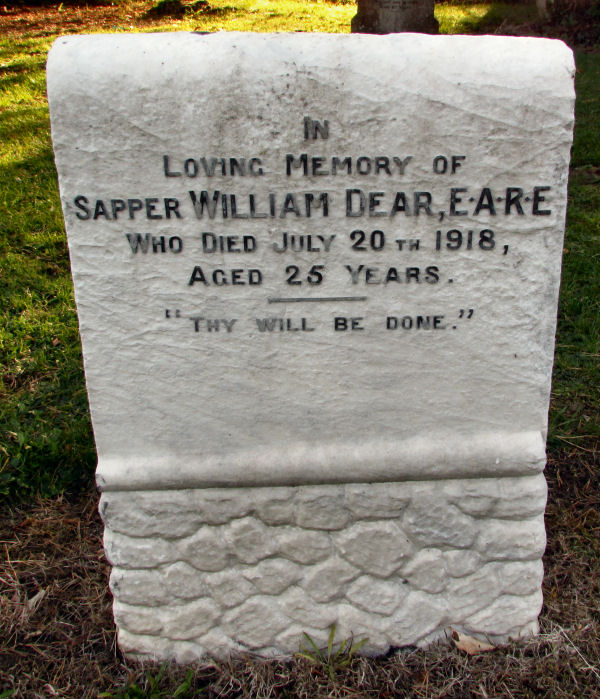 IN
LOVING MEMORY OF
SAPPER WILLIAM DEAR, E·A·R·E
WHO DIED JULY 20TH 1918,
AGED 25 YEARS.
"THY WILL BE DONE."